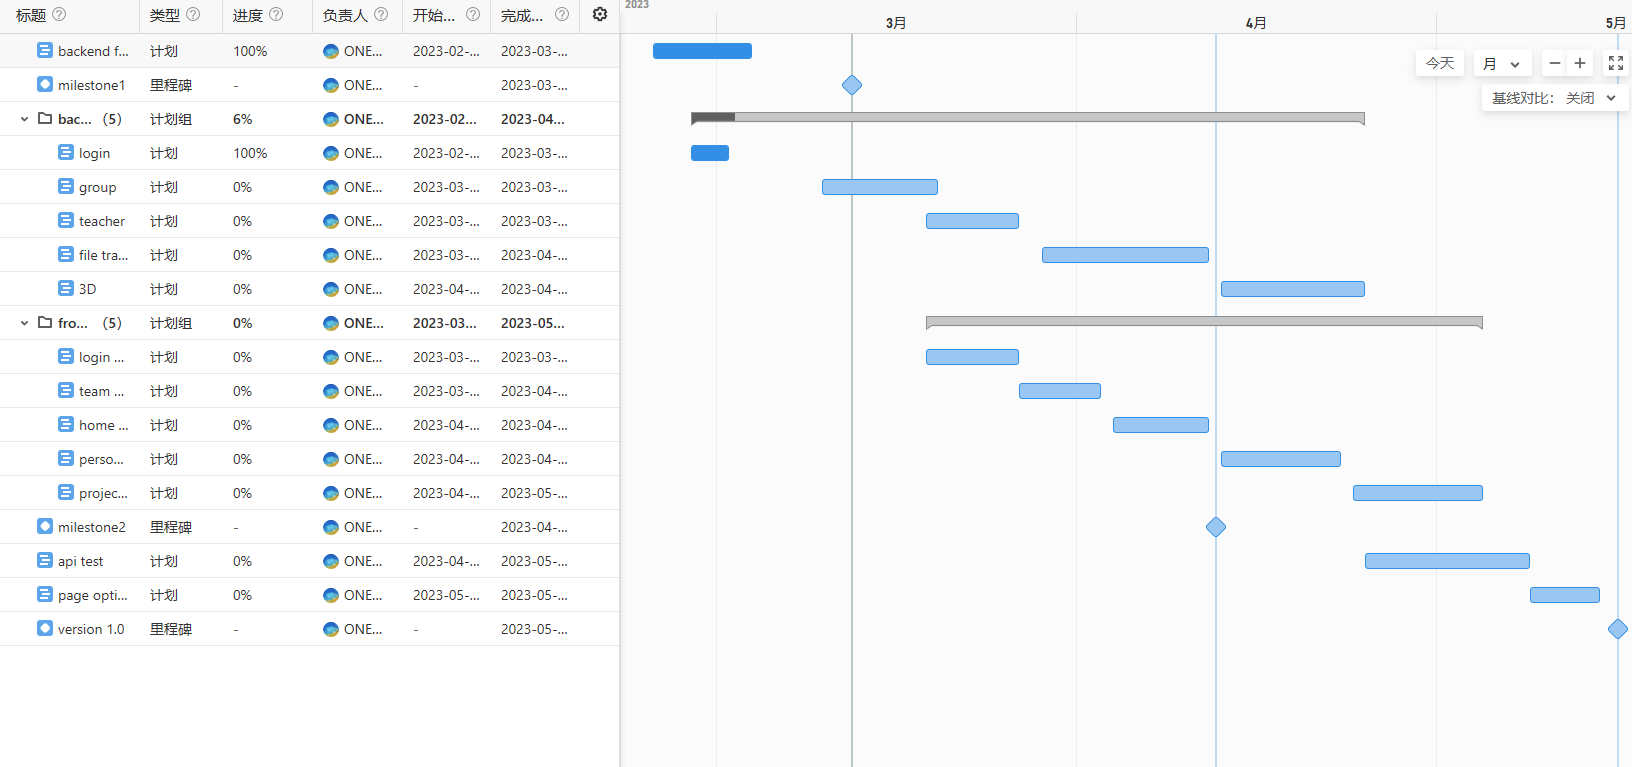 标题 类型 进度 负责人 开始... 完成... 2023 3月 4月 5月
backend f... 计划 100% ONE... 2023-02-... 2023-03-...
今天 月
milestone1 里程碑 - ONE... - 2023-03-...
基线对比： 关闭
bac... （5） 计划组 6% ONE... 2023-02... 2023-04...
login 计划 100% ONE... 2023-02-... 2023-03-...
group 计划 0% ONE... 2023-03-... 2023-03-...
teacher 计划 0% ONE... 2023-03-... 2023-03-...
file tra... 计划 0% ONE... 2023-03-... 2023-04-...
3D 计划 0% ONE... 2023-04-... 2023-04-...
fro... （5） 计划组 0% ONE... 2023-03... 2023-05...
login ... 计划 0% ONE... 2023-03-... 2023-03-...
team ... 计划 0% ONE... 2023-03-... 2023-04-...
home ... 计划 0% ONE... 2023-04-... 2023-04-...
perso... 计划 0% ONE... 2023-04-... 2023-04-...
projec... 计划 0% ONE... 2023-04-... 2023-05-...
milestone2 里程碑 - ONE... - 2023-04-...
api test 计划 0% ONE... 2023-04-... 2023-05-...
page opti... 计划 0% ONE... 2023-05-... 2023-05-...
version 1.0 里程碑 - ONE... - 2023-05-...